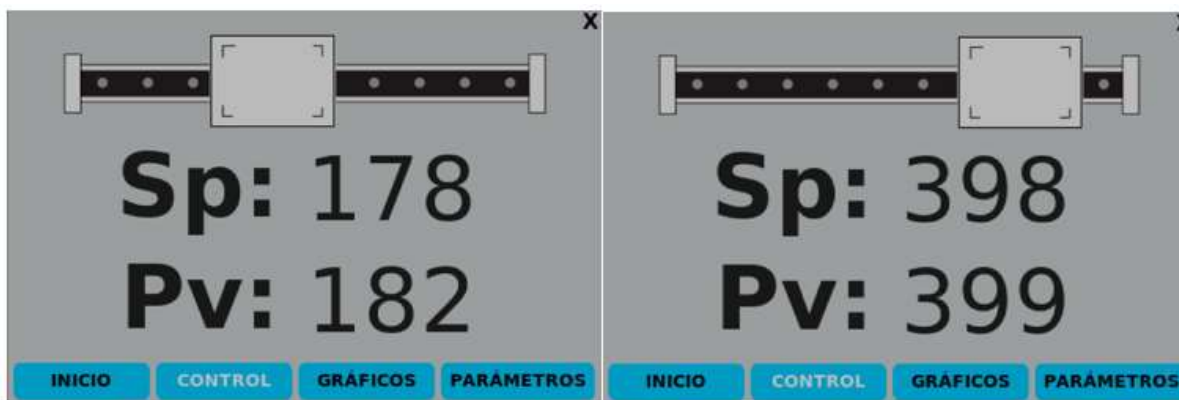 X
Sp: 178
Pv: 182
INICIO CONTROL GRÁFICOS PARÁMETROS
Sp: 398
Pv: 399
INICIO CONTROL GRÁFICOS PARÁMETROS